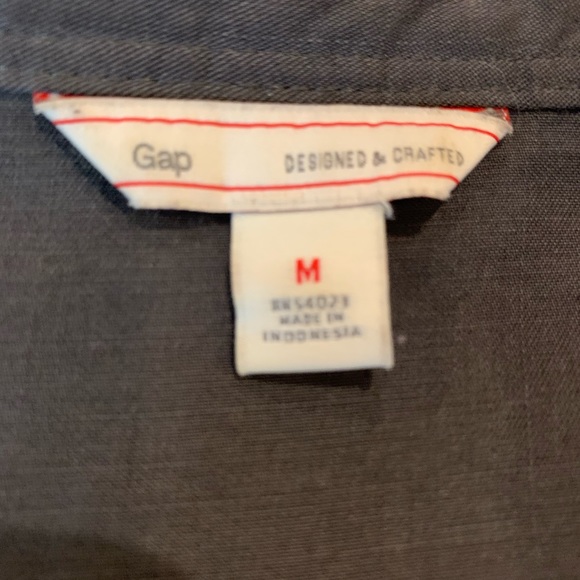 Gap DESIGNED & CRAFTED
M
MADE IN
INDONESIA